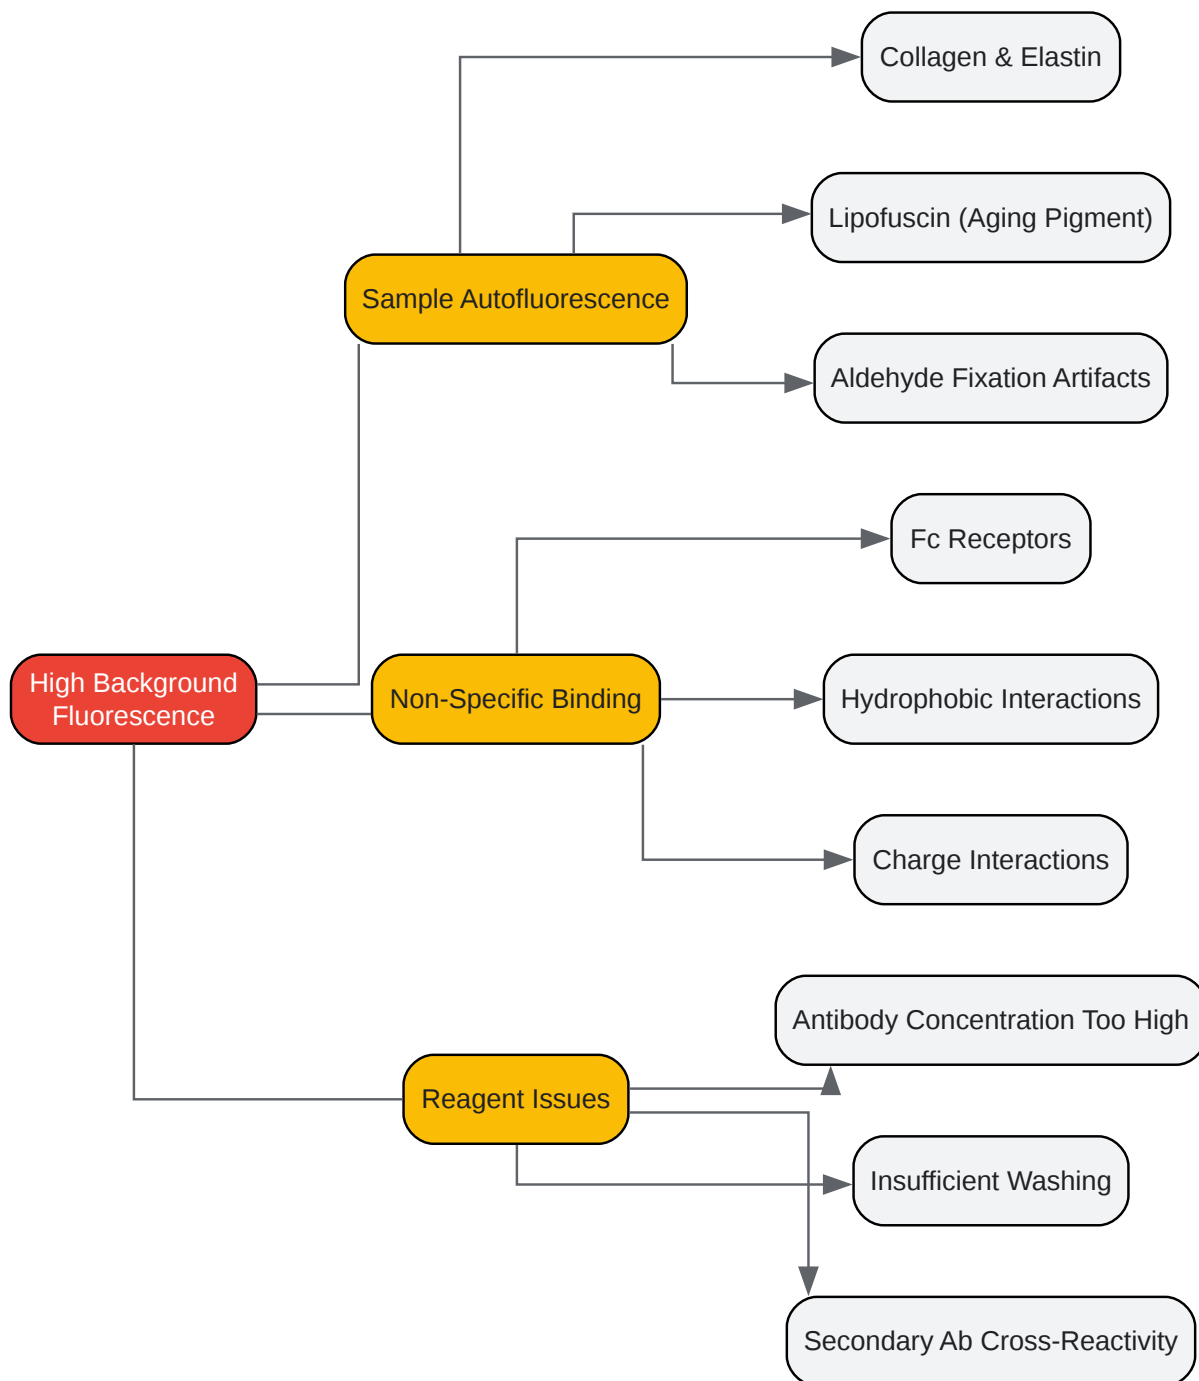 Collagen & Elastin
Lipofuscin (Aging Pigment)
Sample Autofluorescence
Aldehyde Fixation Artifacts
Fc Receptors
High Background
Fluorescence
Non-Specific Binding
Hydrophobic Interactions
Charge Interactions
Antibody Concentration Too High
Reagent Issues
Insufficient Washing
Secondary Ab Cross-Reactivity